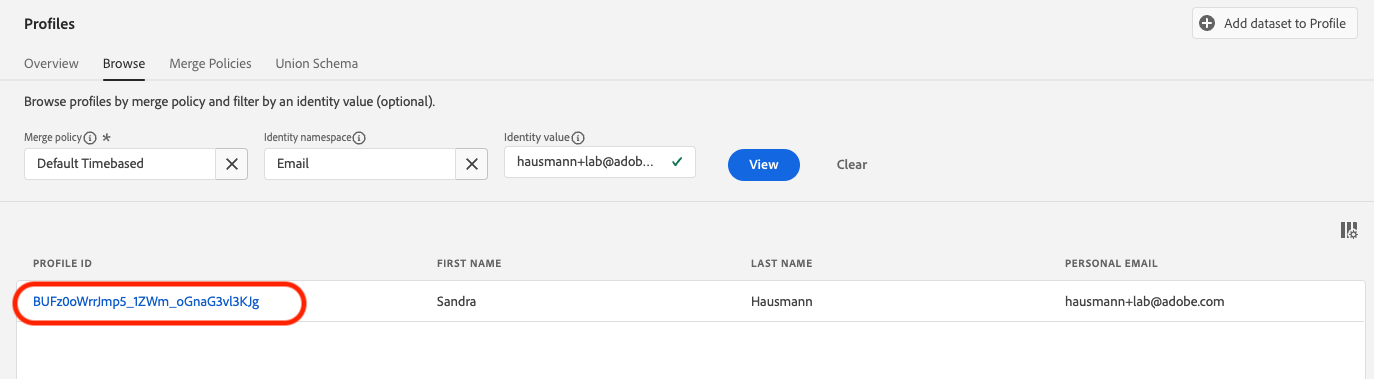 Profiles
Add dataset to Profile
Overview Browse Merge Policies Union Schema
Browse profiles by merge policy and filter by an identity value (optional).
Merge policy * Identity namespace Identity value
Default Timebased Email hausmann+lab@adob... View Clear
PROFILE ID FIRST NAME LAST NAME PERSONAL EMAIL
BUFz0oWrrJmp5_1ZWm_oGnaG3vl3KJg Sandra Hausmann hausmann+lab@adobe.com